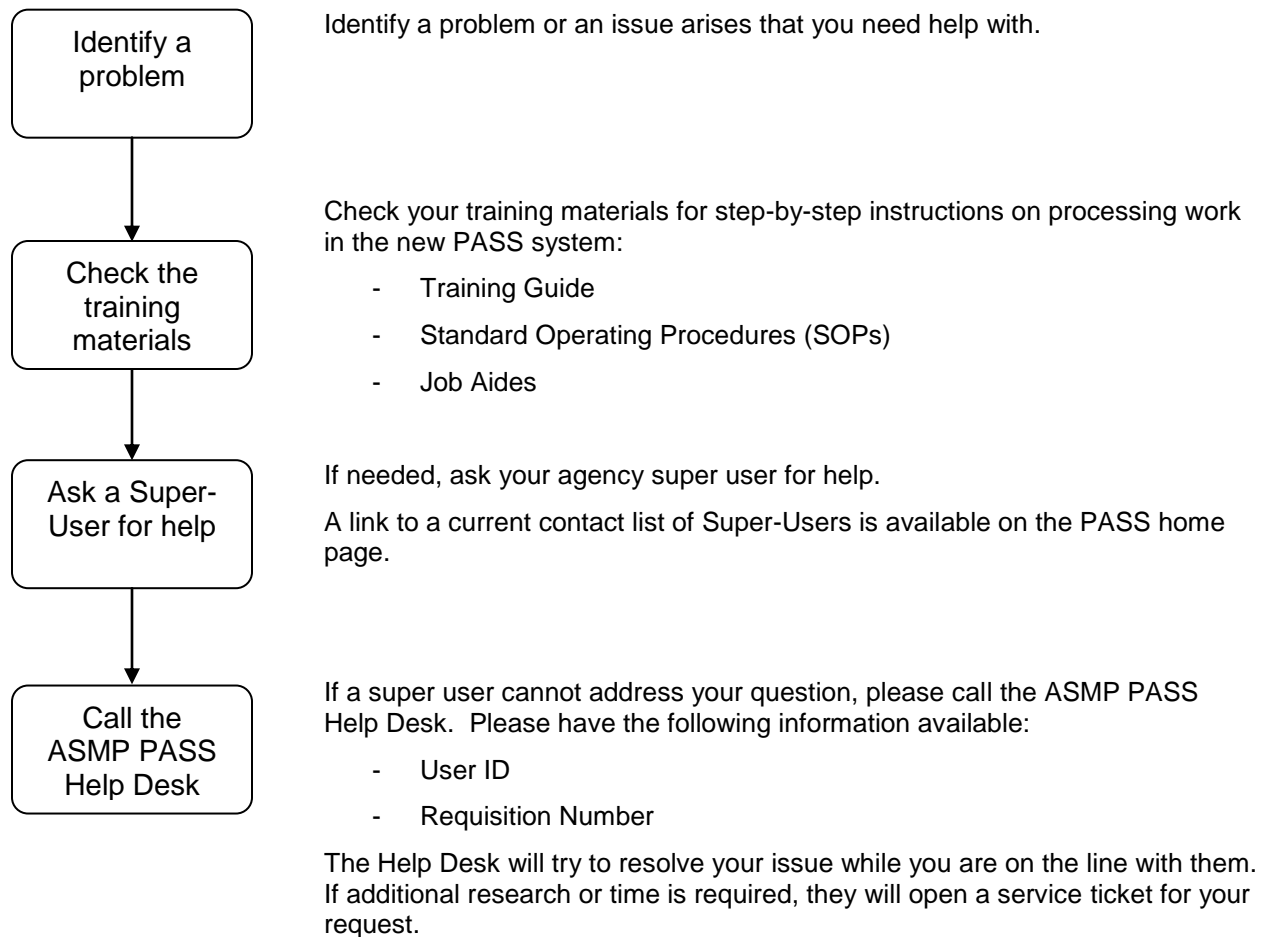 Identify a
problem
Identify a problem or an issue arises that you need help with.
Check the
training
materials
Check your training materials for step-by-step instructions on processing work
in the new PASS system:
- Training Guide
- Standard Operating Procedures (SOPs)
- Job Aides
Ask a Super-
User for help
If needed, ask your agency super user for help.
A link to a current contact list of Super-Users is available on the PASS home
page.
Call the
ASMP PASS
Help Desk
If a super user cannot address your question, please call the ASMP PASS
Help Desk.  Please have the following information available:
- User ID
- Requisition Number
The Help Desk will try to resolve your issue while you are on the line with them.
If additional research or time is required, they will open a service ticket for your
request.